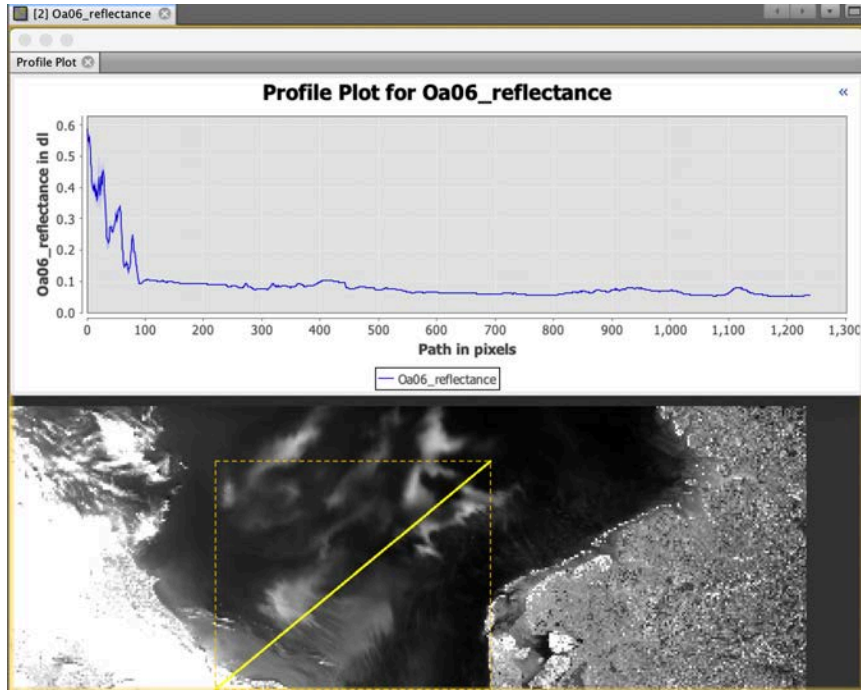 [2] Oa06_reflectance
Profile Plot
Profile Plot for Oa06_reflectance
«
Oa06_reflectance in dl
0.6
0.5
0.4
0.3
0.2
0.1
0.0
0 100 200 300 400 500 600 700 800 900 1,000 1,100 1,200 1,300
Path in pixels
Oa06_reflectance